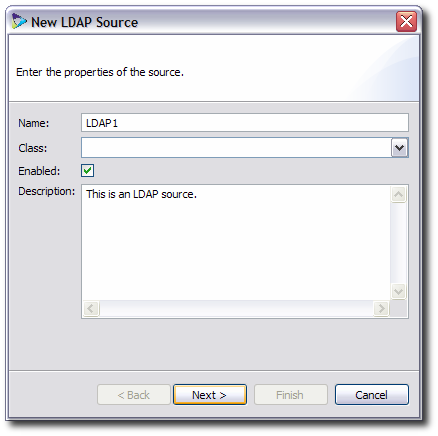 New LDAP Source
Enter the properties of the source.
Name: LDAP1
Class:
Enabled:
Description: This is an LDAP source.
< Back Next > Finish Cancel